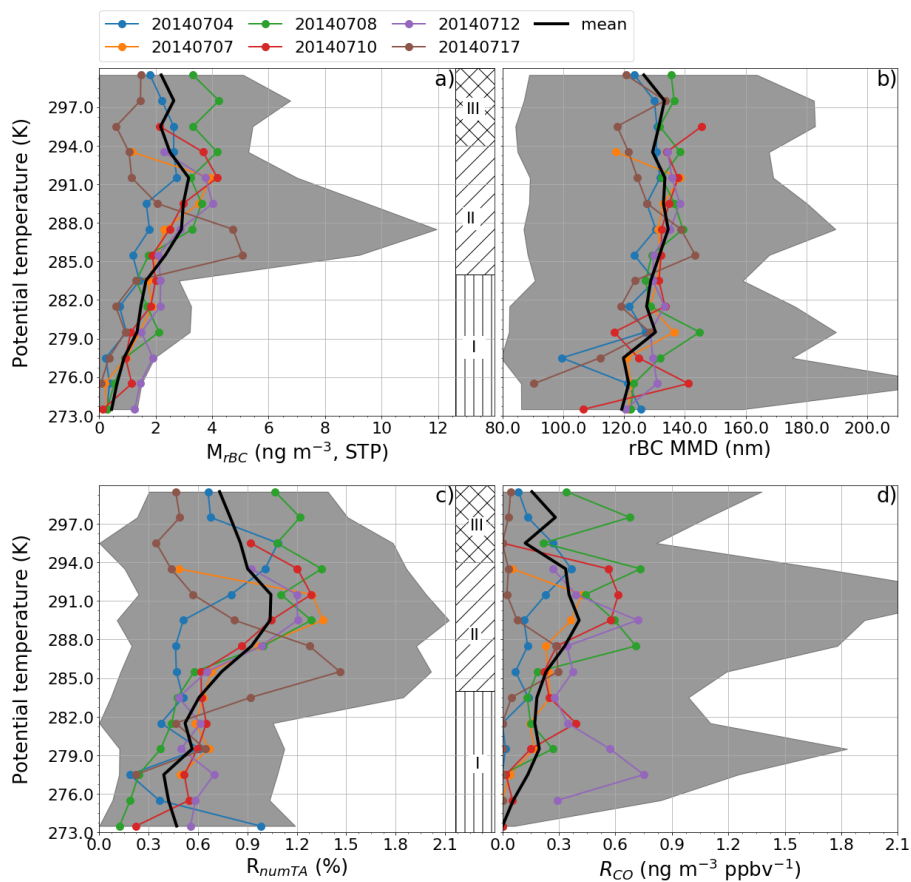 20140704 20140708 20140712 mean
20140707 20140710 20140717
a) b)
Potential temperature (K)
297.0
294.0
291.0
288.0
285.0
282.0
279.0
276.0
273.0
III
II
I
0 2 4 6 8 10 12
M_rBC (ng m⁻³, STP)
80.0 100.0 120.0 140.0 160.0 180.0 200.0
rBC MMD (nm)
c) d)
Potential temperature (K)
297.0
294.0
291.0
288.0
285.0
282.0
279.0
276.0
273.0
III
II
I
0.0 0.3 0.6 0.9 1.2 1.5 1.8 2.1
R_numTA (%)
0.0 0.3 0.6 0.9 1.2 1.5 1.8 2.1
R_CO (ng m⁻³ ppbv⁻¹)